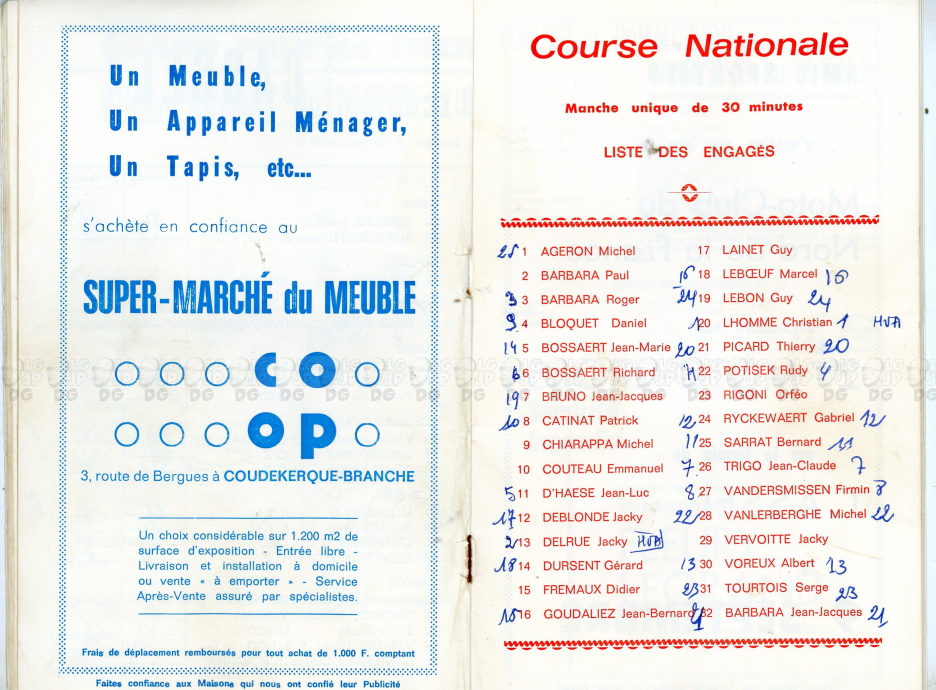 Un Meuble,
Un Appareil Ménager,
Un Tapis, etc...
s'achète en confiance au
SUPER-MARCHÉ du MEUBLE
CO
OP
3, route de Bergues à COUDEKERQUE-BRANCHE
Un choix considérable sur 1.200 m2 de
surface d'exposition - Entrée libre -
Livraison et installation à domicile
ou vente « à emporter » - Service
Après-Vente assuré par spécialistes.
Frais de déplacement remboursés pour tout achat de 1.000 F. comptant
Faites confiance aux Maisons qui nous ont confié leur Publicité
Course Nationale
Manche unique de 30 minutes
LISTE DES ENGAGÉS
25 1 AGERON Michel
2 BARBARA Paul
3 3 BARBARA Roger
9 4 BLOQUET Daniel
14 5 BOSSAERT Jean-Marie
6 6 BOSSAERT Richard
19 7 BRUNO Jean-Jacques
10 8 CATINAT Patrick
9 CHIARAPPA Michel
10 COUTEAU Emmanuel
5 11 D'HAESE Jean-Luc
17 12 DEBLONDE Jacky
2 13 DELRUE Jacky HVA
18 14 DURSENT Gérard
15 FREMAUX Didier
15 16 GOUDALIEZ Jean-Bernard
17 LAINET Guy
16 18 LEBŒUF Marcel 16
24 19 LEBON Guy 24
1 20 LHOMME Christian 1 HVA
20 21 PICARD Thierry 20
4 22 POTISEK Rudy 4
23 RIGONI Orféo
12 24 RYCKEWAERT Gabriel 12
11 25 SARRAT Bernard 11
7 26 TRIGO Jean-Claude 7
8 27 VANDERSMISSEN Firmin 8
22 28 VANLERBERGHE Michel 22
29 VERVOITTE Jacky
13 30 VOREUX Albert 13
23 31 TOURTOIS Serge 23
21 32 BARBARA Jean-Jacques 21